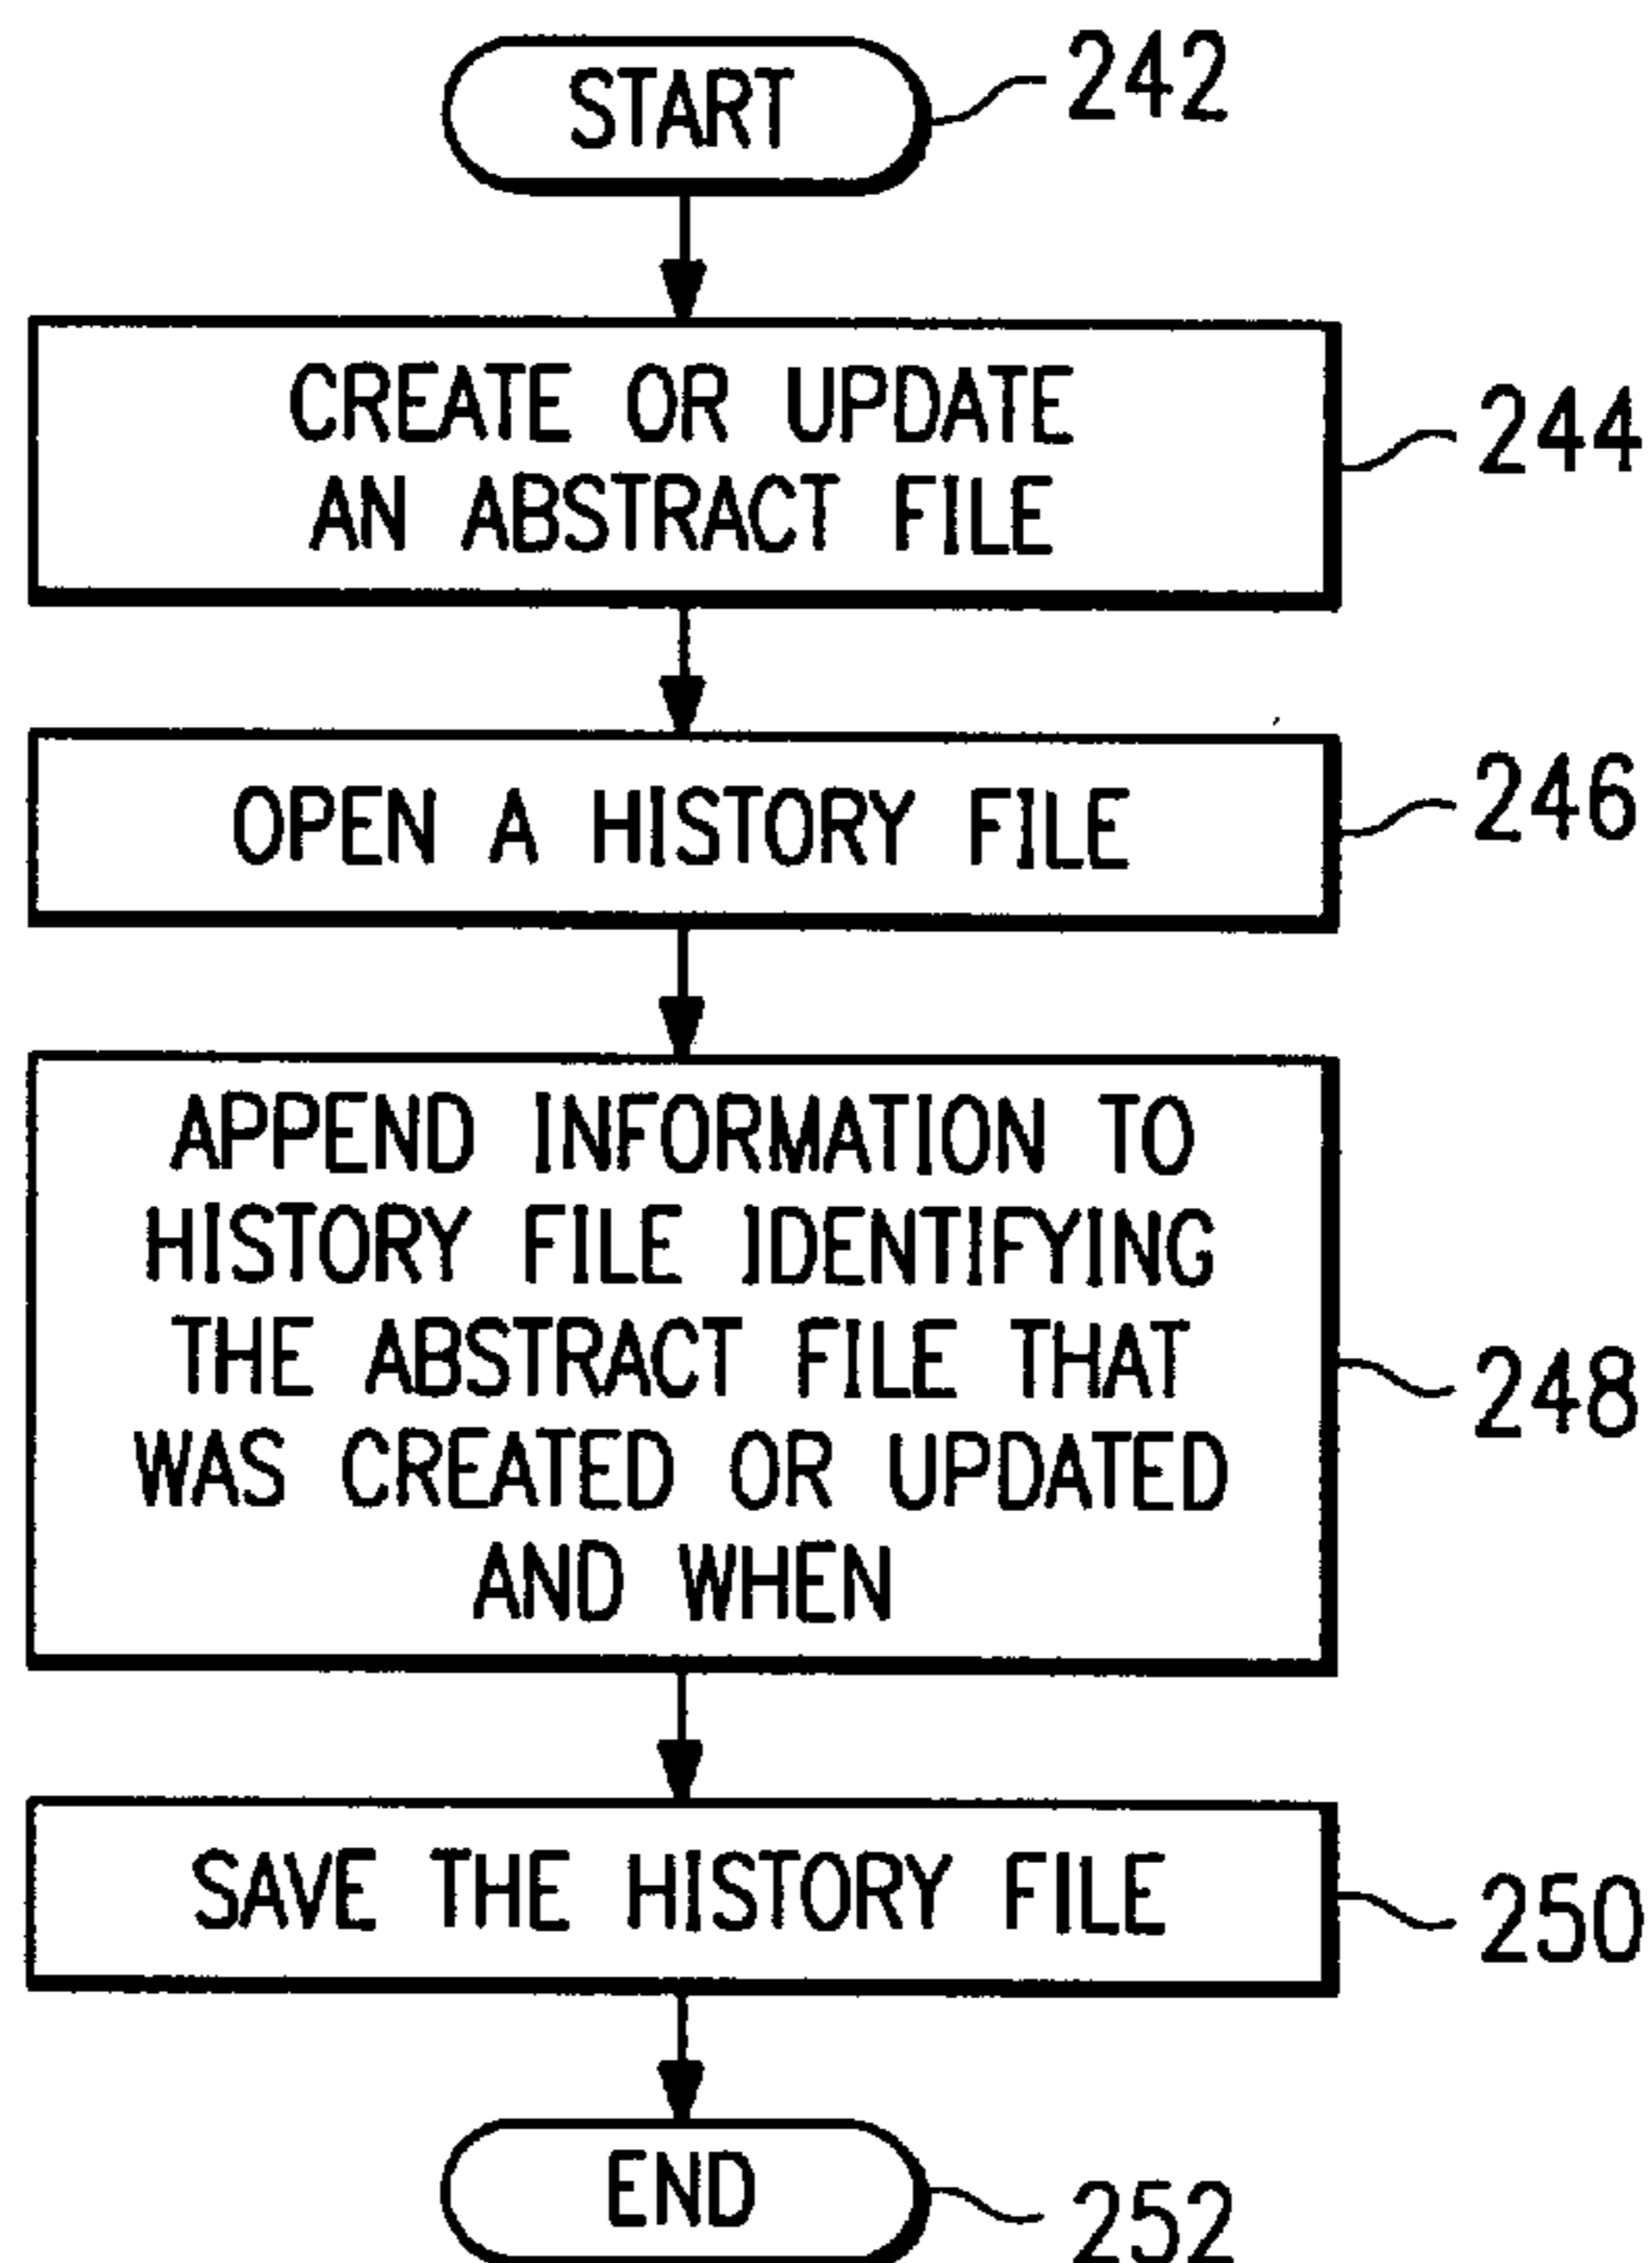 START
242
CREATE OR UPDATE
AN ABSTRACT FILE
244
OPEN A HISTORY FILE
246
APPEND INFORMATION TO
HISTORY FILE IDENTIFYING
THE ABSTRACT FILE THAT
WAS CREATED OR UPDATED
AND WHEN
248
SAVE THE HISTORY FILE
250
END
252